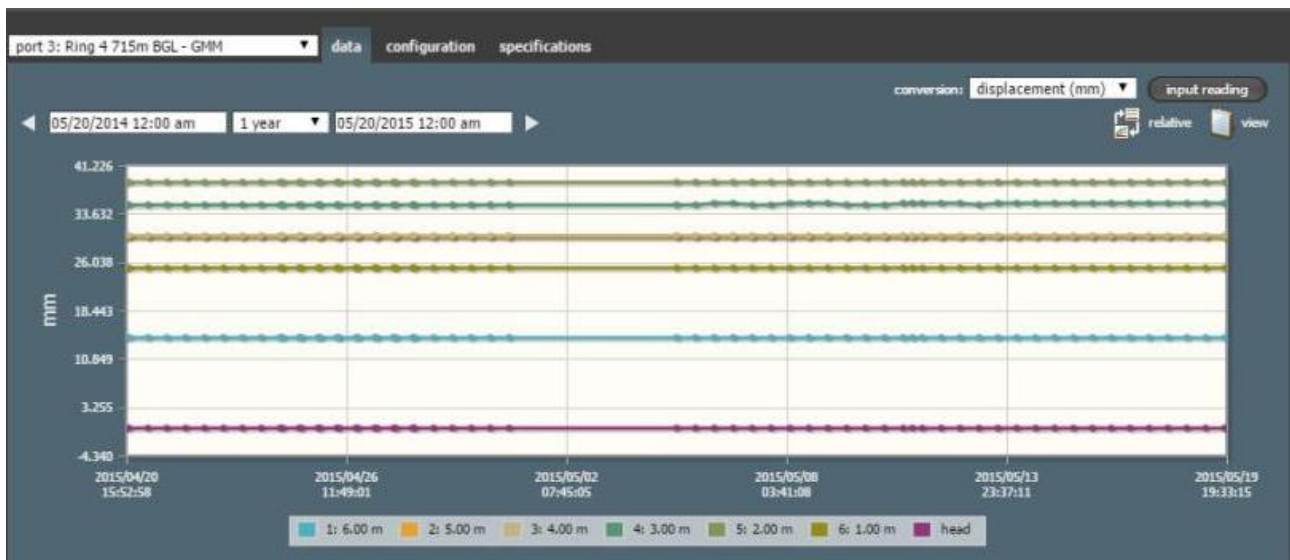 port 3: Ring 4 715m BGL - GMM data configuration specifications
conversion: displacement (mm) input reading
05/20/2014 12:00 am 1 year 05/20/2015 12:00 am relative view
41.226
33.632
26.038
mm
18.443
10.849
3.255
-4.340
2015/04/20 2015/04/26 2015/05/02 2015/05/08 2015/05/13 2015/05/19
15:52:58 11:49:01 07:45:05 03:41:08 23:37:11 19:33:15
1: 6.00 m 2: 5.00 m 3: 4.00 m 4: 3.00 m 5: 2.00 m 6: 1.00 m head